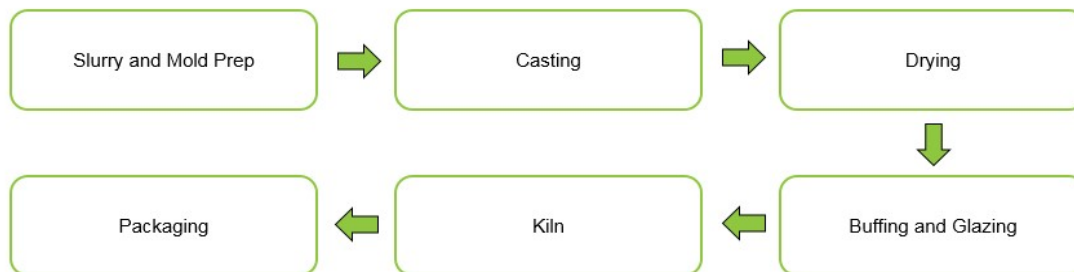 Slurry and Mold Prep
Casting
Drying
Buffing and Glazing
Kiln
Packaging